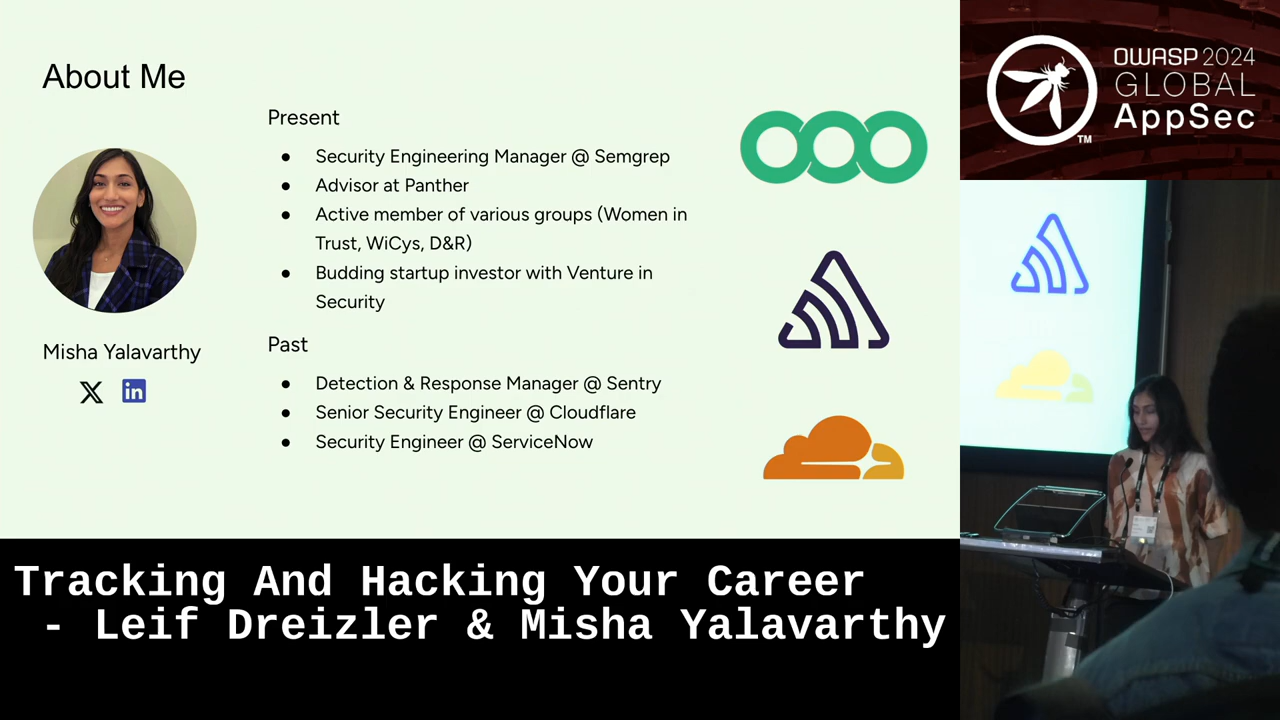 About Me
Present
● Security Engineering Manager @ Semgrep
● Advisor at Panther
● Active member of various groups (Women in
Trust, WiCys, D&R)
● Budding startup investor with Venture in
Security
Misha Yalavarthy
Past
● Detection & Response Manager @ Sentry
● Senior Security Engineer @ Cloudflare
● Security Engineer @ ServiceNow
OWASP 2024
GLOBAL
AppSec
TM
Tracking And Hacking Your Career
- Leif Dreizler & Misha Yalavarthy